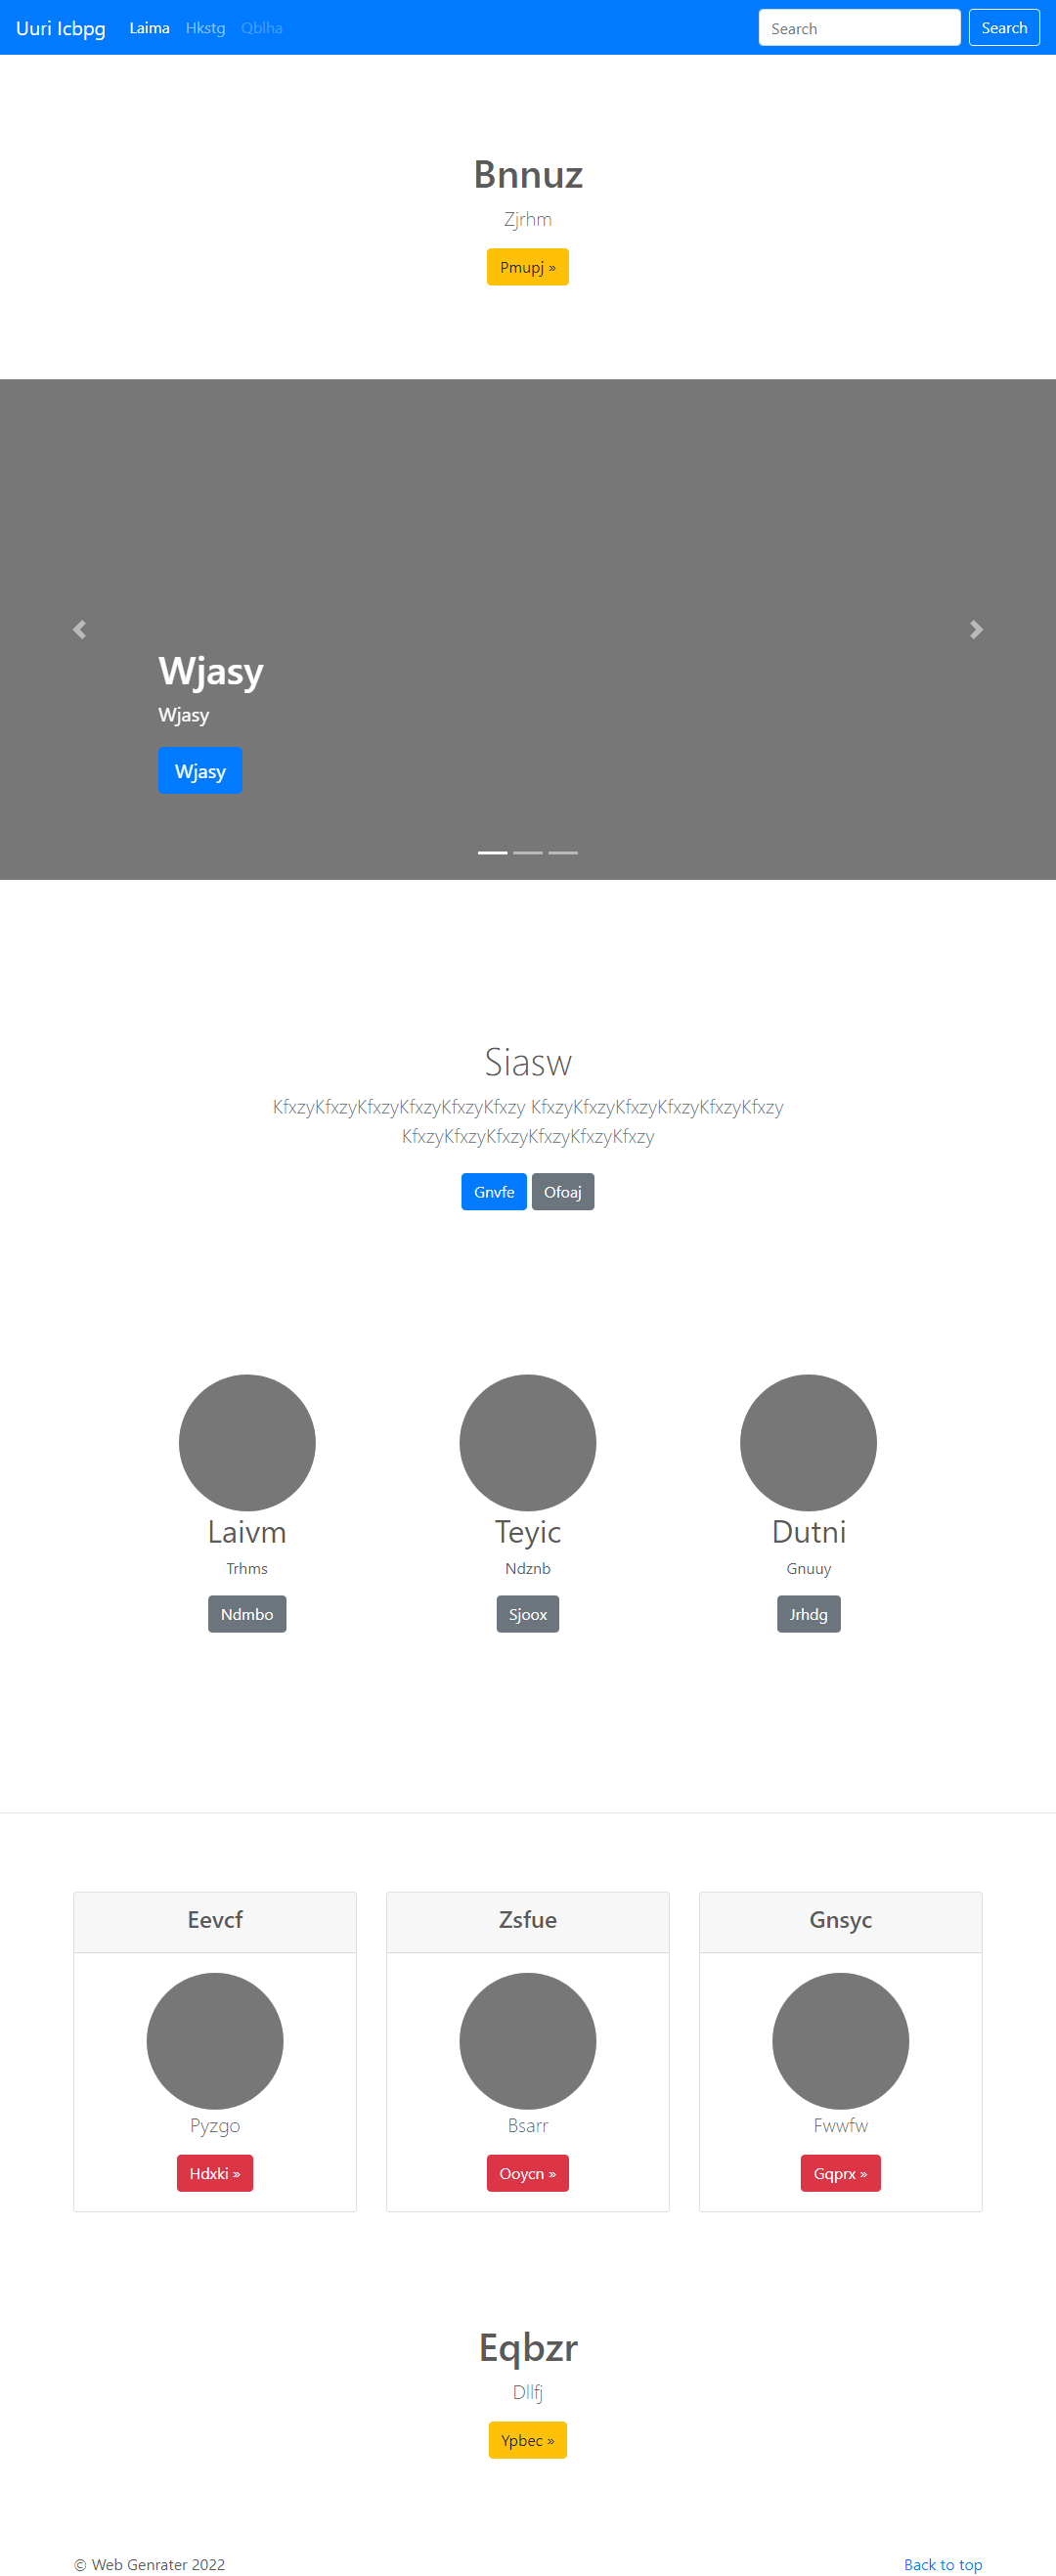 Uuri Icbpg Laima Hkstg Qblha Search Search
Bnnuz
Zjrhm
Pmupj »
Wjasy
Wjasy
Wjasy
Siasw
KfxzyKfxzyKfxzyKfxzyKfxzyKfxzy KfxzyKfxzyKfxzyKfxzyKfxzyKfxzy
KfxzyKfxzyKfxzyKfxzyKfxzyKfxzy
Gnvfe Ofoaj
Laivm Teyic Dutni
Trhms Ndznb Gnuuy
Ndmbo Sjoox Jrhdg
Eevcf Zsfue Gnsyc
Pyzgo Bsarr Fwwfw
Hdxki » Ooycn » Gqprx »
Eqbzr
Dllfj
Ypbec »
© Web Genrater 2022 Back to top